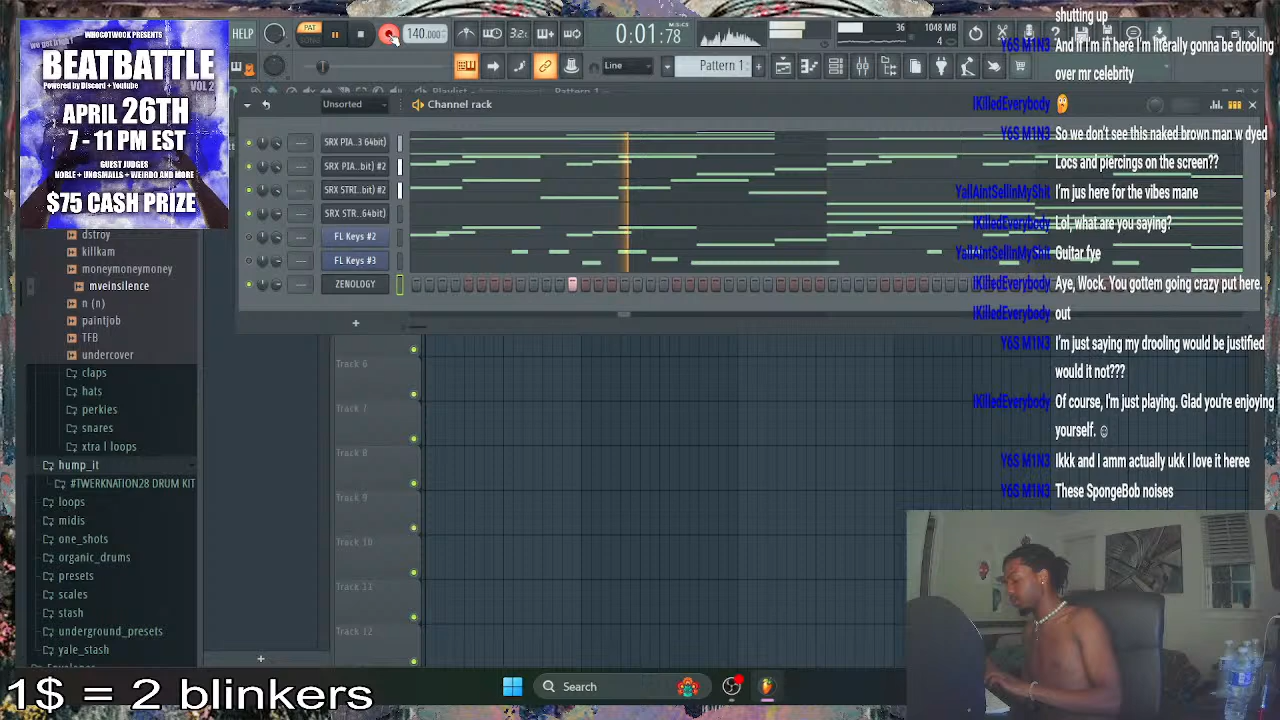 WHOGOTWOCK PRESENTS
BEATBATTLE
VOL 2
Powered by Discord + Youtube
APRIL 26TH
7 - 11 PM EST
GUEST JUDGES
$75 CASH PRIZE
HELP
PAT
140.000
3.2:
0:01:78
M:S:CS
36
1048 MB
4
Line
Pattern 1
Unsorted
Channel rack
SRX PIA...3 64bit)
SRX PIA...bit) #2
SRX STRI...bit) #2
SRX STR...64bit)
FL Keys #2
FL Keys #3
ZENOLOGY
dstroy
killkam
moneymoneymoney
mveinsilence
n (n)
paintjob
TFB
undercover
claps
hats
perkies
snares
xtra l loops
hump_it
#TWERKNATION28 DRUM KIT
loops
midis
one_shots
organic_drums
presets
scales
stash
underground_presets
yale_stash
Track 6
Track 7
Track 8
Track 9
Track 10
Track 11
Track 12
shutting up
Y6S M1N3 And if I'm in here I'm literally gonna be drooling
over mr celebrity
IKilledEverybody
Y6S M1N3 So we don't see this naked brown man w dyed
Locs and piercings on the screen??
YallAintSellinMyShit I'm jus here for the vibes mane
IKilledEverybody Lol, what are you saying?
YallAintSellinMyShit Guitar fye
IKilledEverybody Aye, Wock. You gottem going crazy put here.
IKilledEverybody out
Y6S M1N3 I'm just saying my drooling would be justified
would it not???
IKilledEverybody Of course, I'm just playing. Glad you're enjoying
yourself. ☺
Y6S M1N3 Ikkk and I amm actually ukk I love it heree
Y6S M1N3 These SpongeBob noises
1$ = 2 blinkers
Search